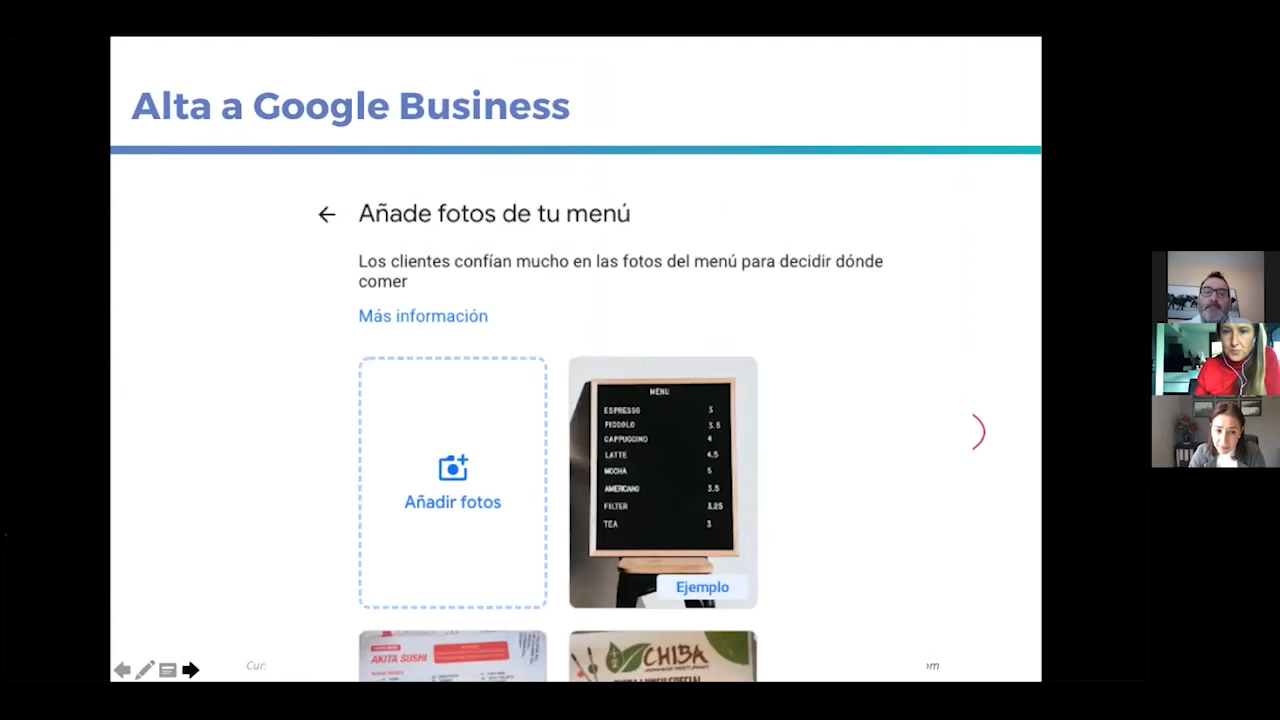 Alta a Google Business
Añade fotos de tu menú
Los clientes confían mucho en las fotos del menú para decidir dónde
comer
Más información
Añadir fotos
MENU
ESPRESSO 3
PICCOLO 3.5
CAPPUCCINO 4
LATTE 4.5
MOCHA 5
AMERICANO 3.5
FILTER 3.25
TEA 3
Ejemplo
AKITA SUSHI
CHIBA
Cur
om